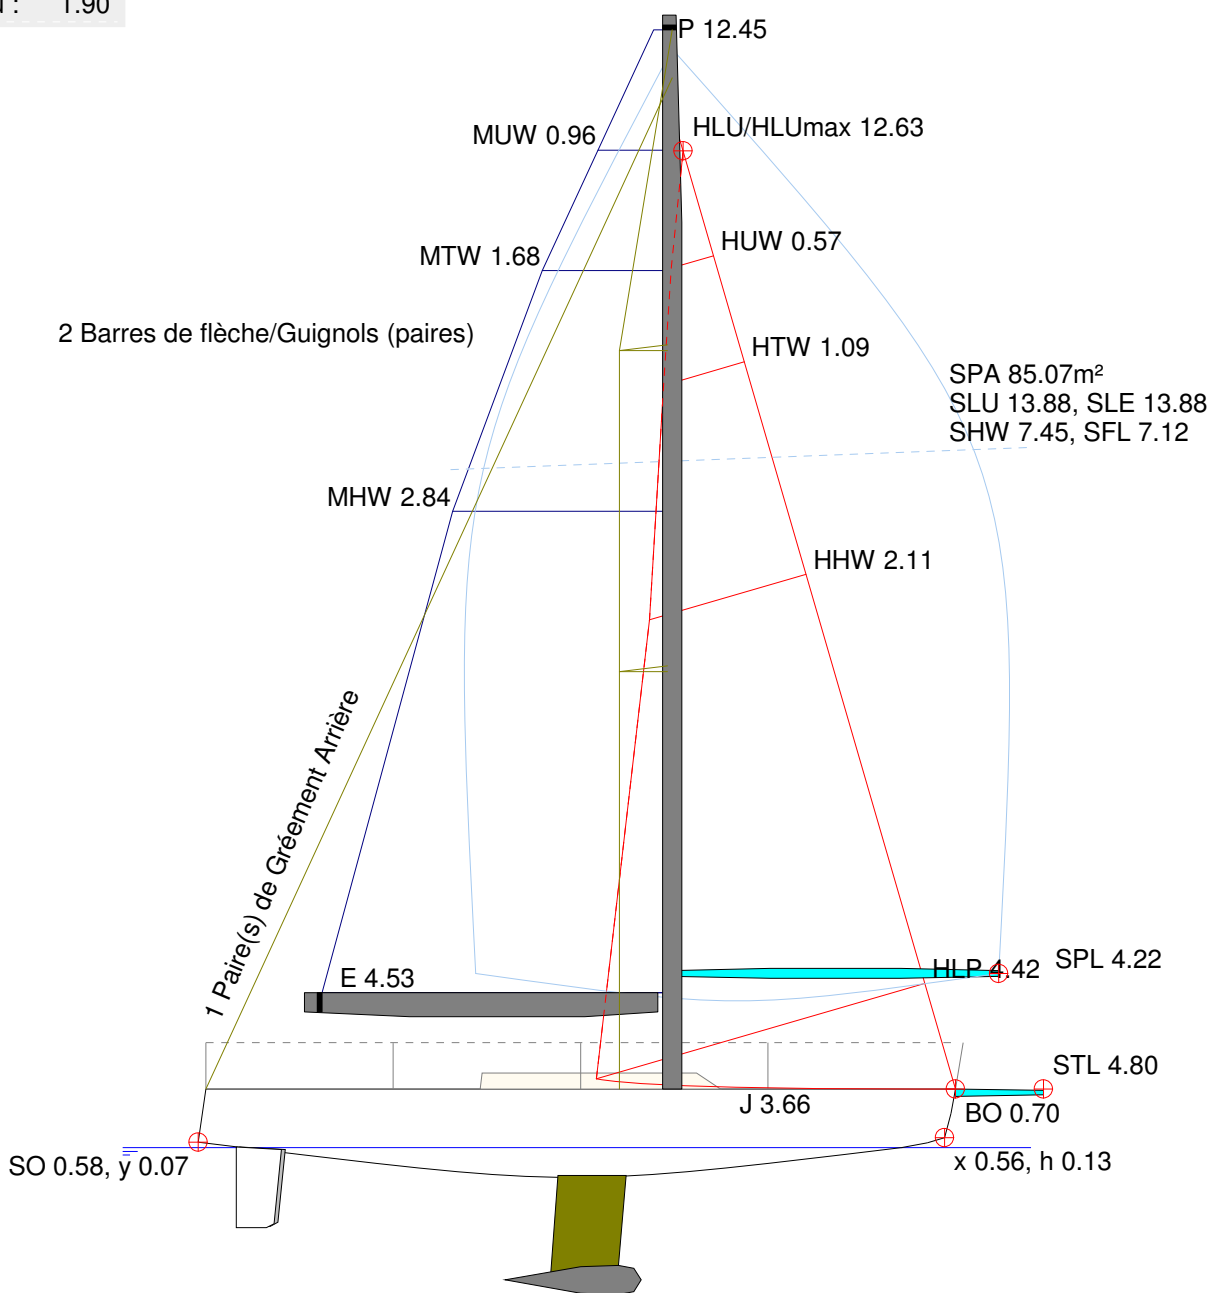 : 1.90
P 12.45
HLU/HLUmax 12.63
MUW 0.96
HUW 0.57
MTW 1.68
2 Barres de flèche/Guignols (paires)
HTW 1.09
SPA 85.07m²
SLU 13.88, SLE 13.88
SHW 7.45, SFL 7.12
MHW 2.84
HHW 2.11
1 Paire(s) de Gréement Arrière
E 4.53
HLP 4.42
SPL 4.22
STL 4.80
J 3.66
BO 0.70
SO 0.58, y 0.07
x 0.56, h 0.13